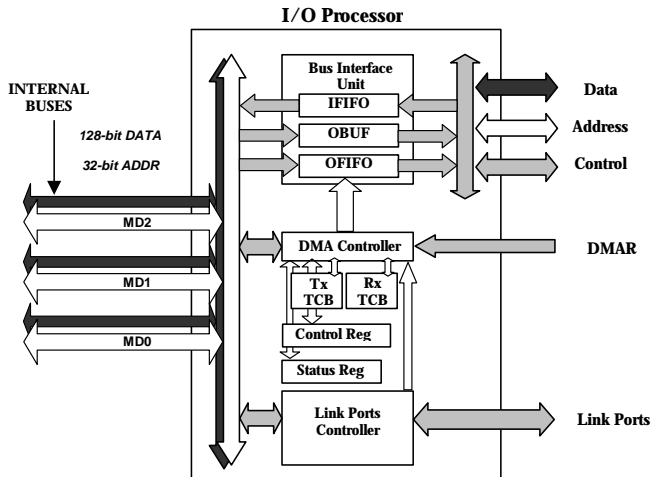 I/O Processor
Bus Interface
Unit
IFIFO
OBUF
OFIFO
INTERNAL
BUSES
128-bit DATA
32-bit ADDR
Data
Address
Control
MD2
MD1
MD0
DMA Controller
DMAR
Tx
TCB
Rx
TCB
Control Reg
Status Reg
Link Ports
Controller
Link Ports